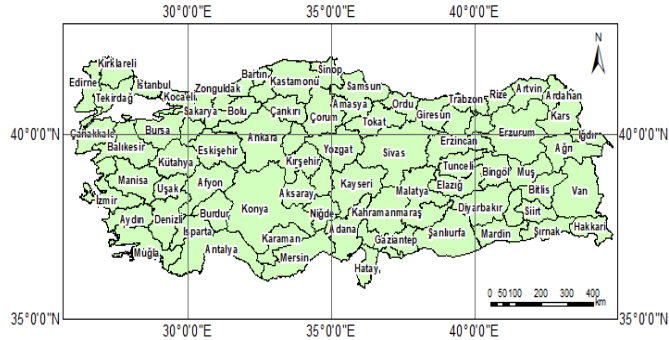 30°0'0"E 35°0'0"E 40°0'0"E
N
Kırklareli
Edirne
Tekirdağ
İstanbul
Kocaeli
Zonguldak
Bartın
Kastamonü
Sinop
Samsun
Sakarya
Bolu
Çankırı
Çorum
Amasya
Ordu
Tokat
Giresun
Trabzon
Rize
Artvin
Ardahan
Kars
40°0'0"N
Çanakkale
Bursa
Ankara
Erzincan
Erzurum
Iğdır
Ağrı
40°0'0"N
Balıkesir
Kütahya
Eskişehir
Kırşehir
Yozgat
Sivas
Tunceli
Bingöl
Muş
Manisa
Uşak
Afyon
Aksaray
Kayseri
Malatya
Elazığ
Bitlis
Van
İzmir
Aydın
Denizli
Burdur
Isparta
Konya
Niğde
Kahramanmaraş
Diyarbakır
Siirt
Hakkari
Muğla
Antalya
Karaman
Mersin
Adana
Gaziantep
Şanlıurfa
Mardin
Şırnak
Hatay
0 50 100 200 300 400
km
35°0'0"N 35°0'0"N
30°0'0"E 35°0'0"E 40°0'0"E